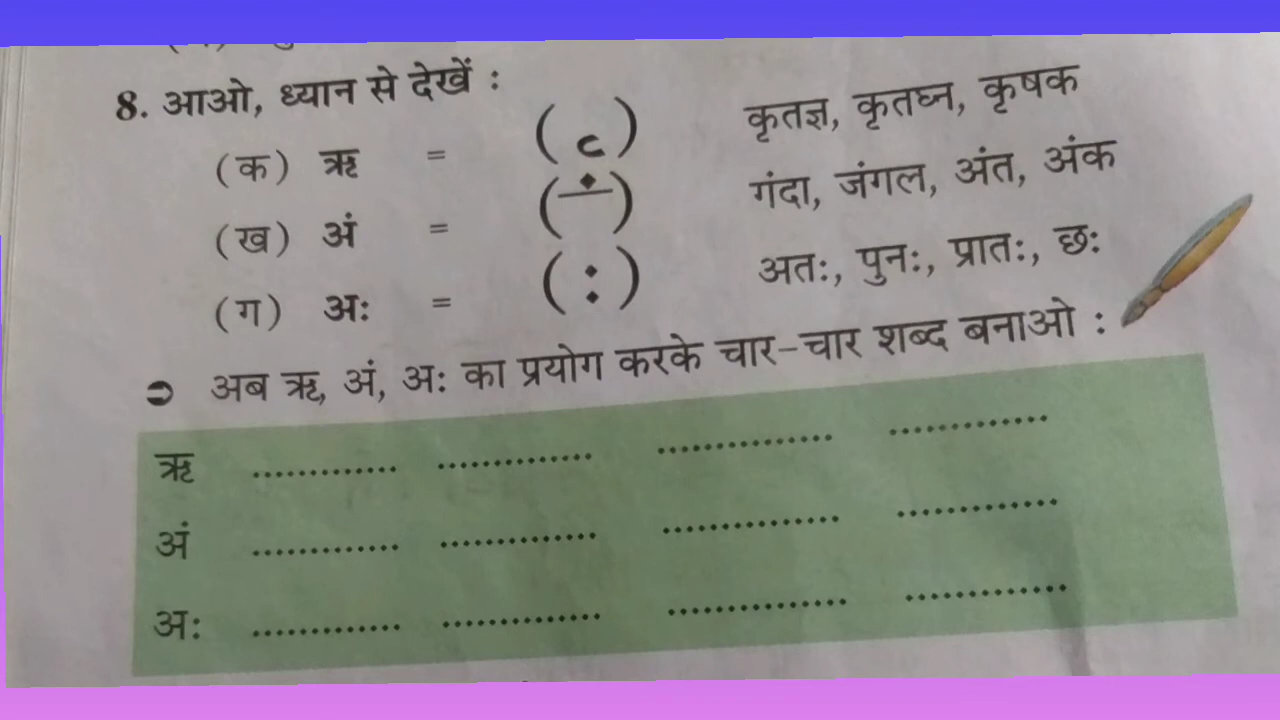 8. आओ, ध्यान से देखें :
(क) ऋ = ( ृ ) कृतज्ञ, कृतघ्न, कृषक
(ख) अं = ( ं ) गंदा, जंगल, अंत, अंक
(ग) अः = ( : ) अतः, पुनः, प्रातः, छः
➲ अब ऋ, अं, अः का प्रयोग करके चार-चार शब्द बनाओ :
ऋ ............. ............. ............. .............
अं ............. ............. ............. .............
अः ............. ............. ............. .............